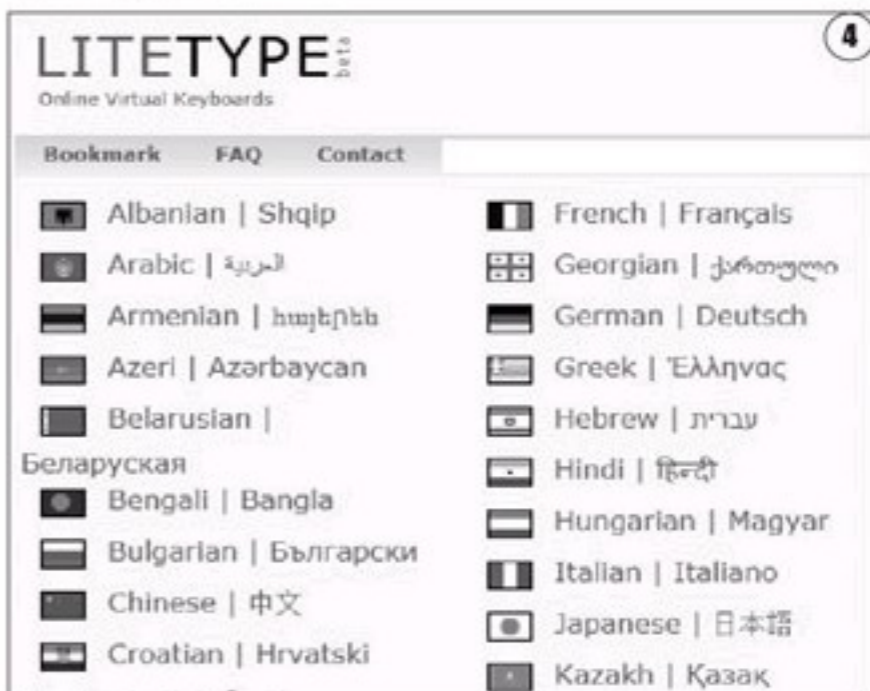 LITETYPE beta
4
Online Virtual Keyboards
Bookmark FAQ Contact
Albanian | Shqip
Arabic | العربية
Armenian | հայերեն
Azeri | Azərbaycan
Belarusian |
Беларуская
Bengali | Bangla
Bulgarian | Български
Chinese | 中文
Croatian | Hrvatski
French | Français
Georgian | ქართული
German | Deutsch
Greek | Έλληνας
Hebrew | עברית
Hindi | हिन्दी
Hungarian | Magyar
Italian | Italiano
Japanese | 日本語
Kazakh | Қазақ